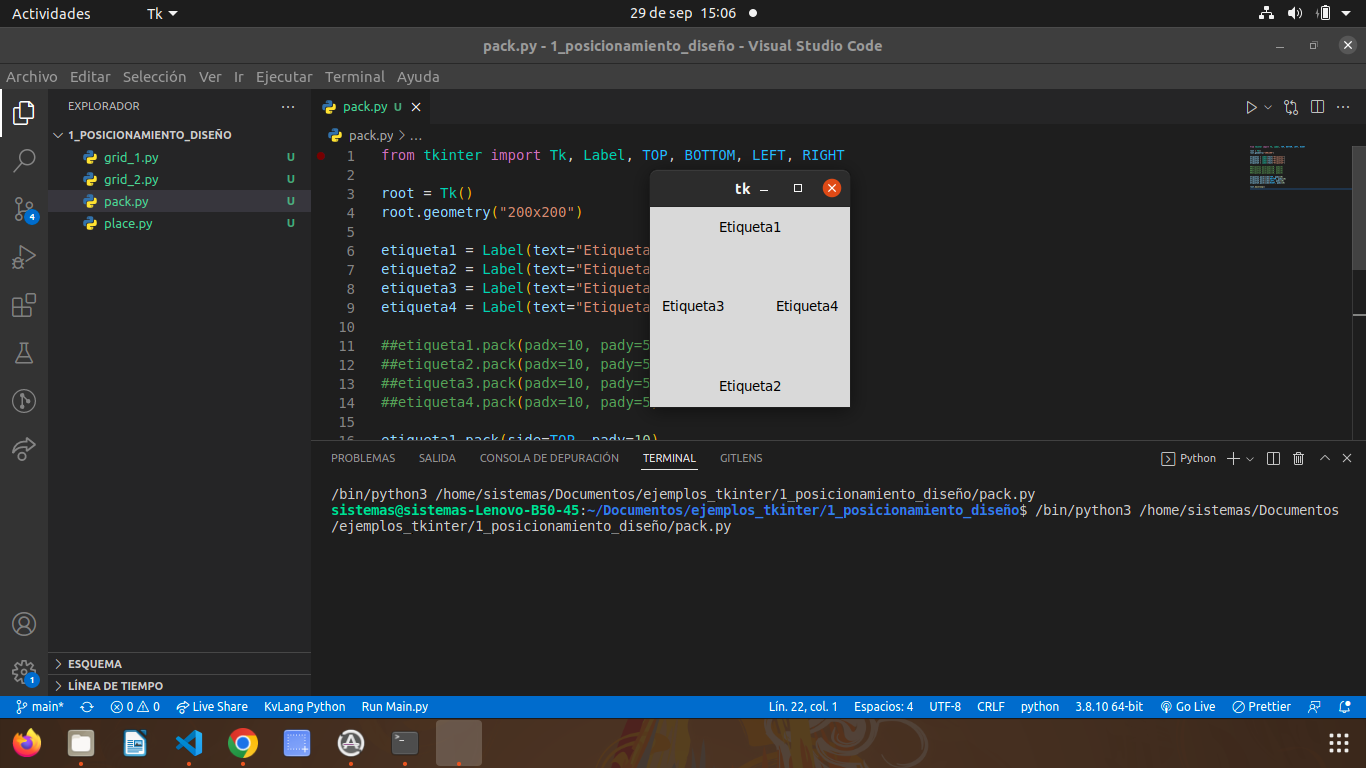 Actividades Tk 29 de sep 15:06
pack.py - 1_posicionamiento_diseño - Visual Studio Code
Archivo Editar Selección Ver Ir Ejecutar Terminal Ayuda
EXPLORADOR
1_POSICIONAMIENTO_DISEÑO
grid_1.py U
grid_2.py U
pack.py U
place.py U
4
ESQUEMA
LÍNEA DE TIEMPO
1
pack.py U
pack.py > ...
1 from tkinter import Tk, Label, TOP, BOTTOM, LEFT, RIGHT
2
3 root = Tk()
4 root.geometry("200x200")
5
6 etiqueta1 = Label(text="Etiqueta
7 etiqueta2 = Label(text="Etiqueta
8 etiqueta3 = Label(text="Etiqueta
9 etiqueta4 = Label(text="Etiqueta
10
11 ##etiqueta1.pack(padx=10, pady=5
12 ##etiqueta2.pack(padx=10, pady=5
13 ##etiqueta3.pack(padx=10, pady=5
14 ##etiqueta4.pack(padx=10, pady=5
15
16 etiqueta1.pack(side=TOP, pady=10)
tk
Etiqueta1
Etiqueta3 Etiqueta4
Etiqueta2
PROBLEMAS SALIDA CONSOLA DE DEPURACIÓN TERMINAL GITLENS
Python
/bin/python3 /home/sistemas/Documentos/ejemplos_tkinter/1_posicionamiento_diseño/pack.py
sistemas@sistemas-Lenovo-B50-45:~/Documentos/ejemplos_tkinter/1_posicionamiento_diseño$ /bin/python3 /home/sistemas/Documentos
/ejemplos_tkinter/1_posicionamiento_diseño/pack.py
main* 0 0 Live Share KvLang Python Run Main.py Lín. 22, col. 1 Espacios: 4 UTF-8 CRLF python 3.8.10 64-bit Go Live Prettier